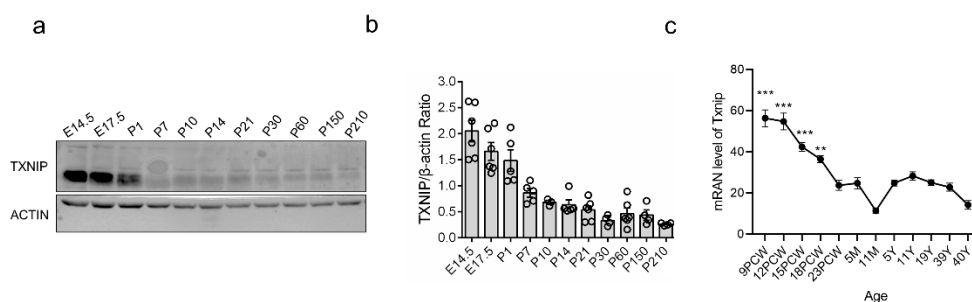 a
b
c
E14.5 E17.5 P1 P7 P10 P14 P21 P30 P60 P150 P210
TXNIP
ACTIN
TXNIP/β-actin Ratio
3.0
2.5
2.0
1.5
1.0
0.5
0.0
E14.5 E17.5 P1 P7 P10 P14 P21 P30 P60 P150 P210
mRAN level of Txnip
80
60
40
20
0
***
***
***
**
9PCW 12PCW 15PCW 18PCW 23PCW 5M 11M 5Y 11Y 19Y 39Y 40Y
Age